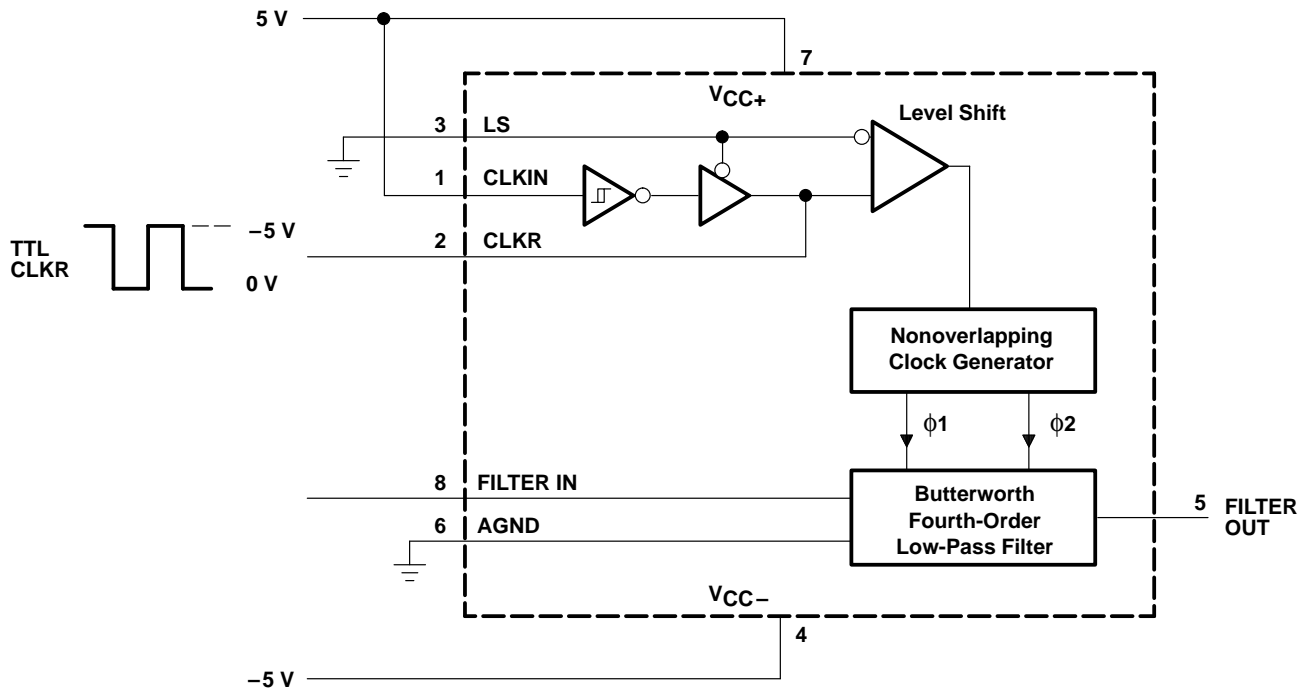 5 V
7
VCC+
Level Shift
3 LS
1 CLKIN
–5 V
2 CLKR
TTL
CLKR
0 V
Nonoverlapping
Clock Generator
ϕ1
ϕ2
8 FILTER IN
6 AGND
Butterworth
Fourth-Order
Low-Pass Filter
5 FILTER
OUT
VCC–
4
–5 V